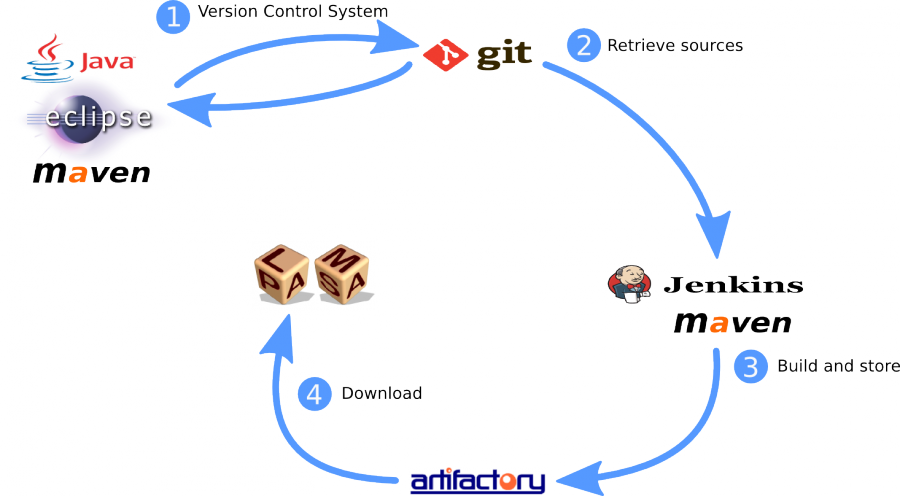 1 Version Control System
git
2 Retrieve sources
Java
eclipse
maven
L
P A
M
S A
Jenkins
maven
3 Build and store
4 Download
artifactory